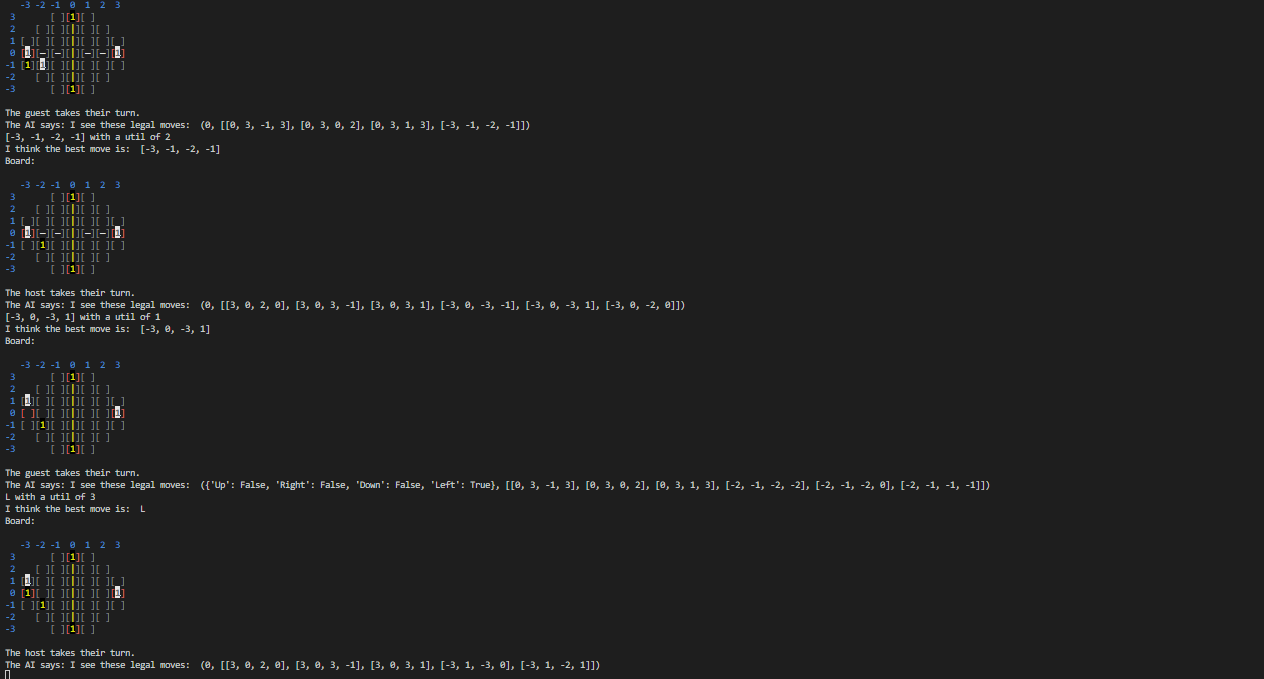 -3 -2 -1  0  1  2  3
 3       [ ][1][ ]
 2    [ ][ ][|][ ][ ]
 1 [ ][ ][ ][|][ ][ ][ ]
 0 [1][—][—][|][—][—][1]
-1 [1][1][ ][|][ ][ ][ ]
-2    [ ][ ][|][ ][ ]
-3       [ ][1][ ]
The guest takes their turn.
The AI says: I see these legal moves:  (0, [[0, 3, -1, 3], [0, 3, 0, 2], [0, 3, 1, 3], [-3, -1, -2, -1]])
[-3, -1, -2, -1] with a util of 2
I think the best move is:  [-3, -1, -2, -1]
Board:
-3 -2 -1  0  1  2  3
 3       [ ][1][ ]
 2    [ ][ ][|][ ][ ]
 1 [ ][ ][ ][|][ ][ ][ ]
 0 [1][—][—][|][—][—][1]
-1 [ ][1][ ][|][ ][ ][ ]
-2    [ ][ ][|][ ][ ]
-3       [ ][1][ ]
The host takes their turn.
The AI says: I see these legal moves:  (0, [[3, 0, 2, 0], [3, 0, 3, -1], [3, 0, 3, 1], [-3, 0, -3, -1], [-3, 0, -3, 1], [-3, 0, -2, 0]])
[-3, 0, -3, 1] with a util of 1
I think the best move is:  [-3, 0, -3, 1]
Board:
-3 -2 -1  0  1  2  3
 3       [ ][1][ ]
 2    [ ][ ][|][ ][ ]
 1 [1][ ][ ][|][ ][ ][ ]
 0 [ ][ ][ ][|][ ][ ][1]
-1 [ ][1][ ][|][ ][ ][ ]
-2    [ ][ ][|][ ][ ]
-3       [ ][1][ ]
The guest takes their turn.
The AI says: I see these legal moves:  ({'Up': False, 'Right': False, 'Down': False, 'Left': True}, [[0, 3, -1, 3], [0, 3, 0, 2], [0, 3, 1, 3], [-2, -1, -2, -2], [-2, -1, -2, 0], [-2, -1, -1, -1]])
L with a util of 3
I think the best move is:  L
Board:
-3 -2 -1  0  1  2  3
 3       [ ][1][ ]
 2    [ ][ ][|][ ][ ]
 1 [1][ ][ ][|][ ][ ][ ]
 0 [1][ ][ ][|][ ][ ][1]
-1 [ ][1][ ][|][ ][ ][ ]
-2    [ ][ ][|][ ][ ]
-3       [ ][1][ ]
The host takes their turn.
The AI says: I see these legal moves:  (0, [[3, 0, 2, 0], [3, 0, 3, -1], [3, 0, 3, 1], [-3, 1, -3, 0], [-3, 1, -2, 1]])